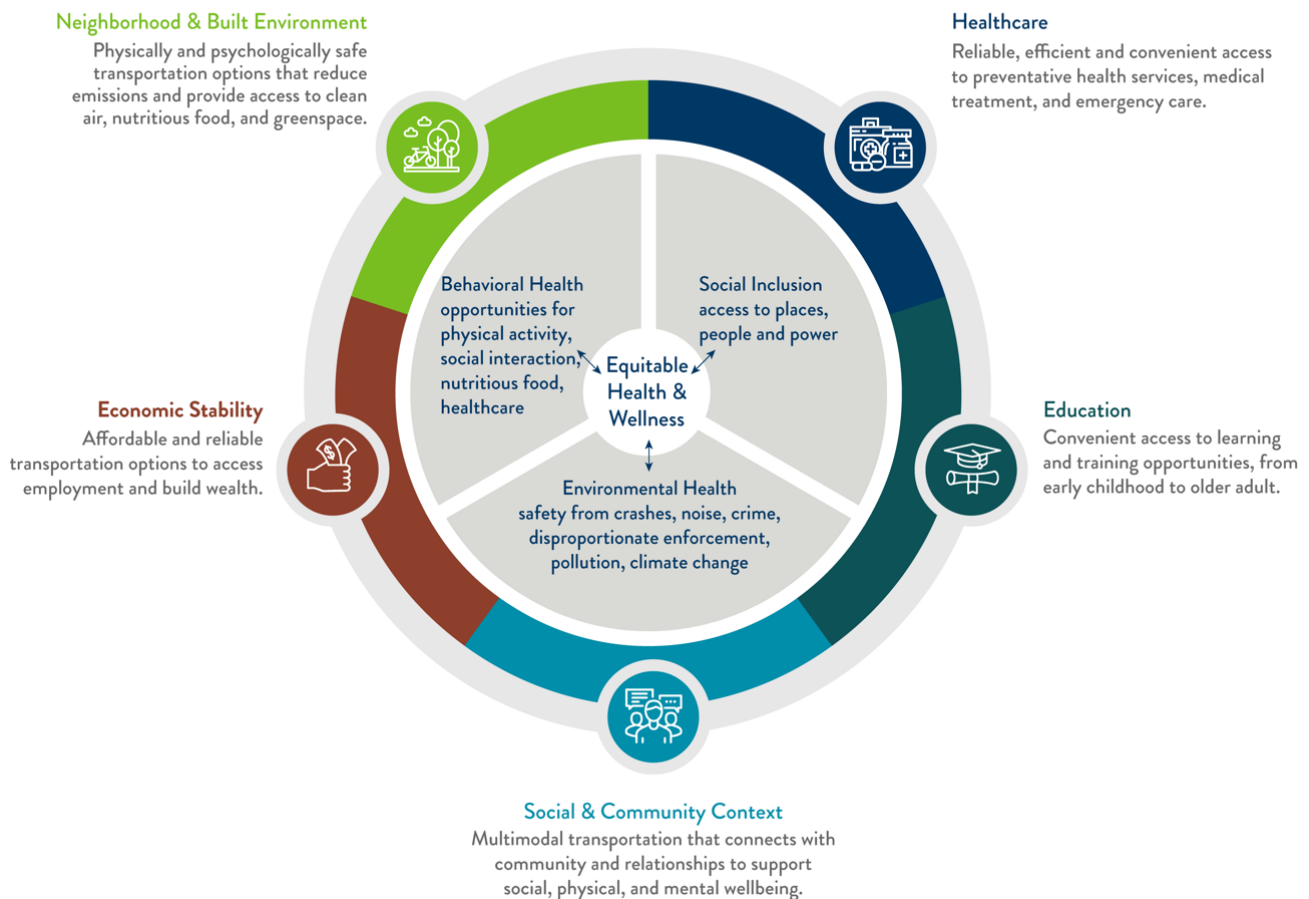 Neighborhood & Built Environment
Physically and psychologically safe
transportation options that reduce
emissions and provide access to clean
air, nutritious food, and greenspace.
Healthcare
Reliable, efficient and convenient access
to preventative health services, medical
treatment, and emergency care.
Behavioral Health
opportunities for
physical activity,
social interaction,
nutritious food,
healthcare
Social Inclusion
access to places,
people and power
Equitable
Health &
Wellness
Economic Stability
Affordable and reliable
transportation options to access
employment and build wealth.
$
Education
Convenient access to learning
and training opportunities, from
early childhood to older adult.
Environmental Health
safety from crashes, noise, crime,
disproportionate enforcement,
pollution, climate change
Social & Community Context
Multimodal transportation that connects with
community and relationships to support
social, physical, and mental wellbeing.